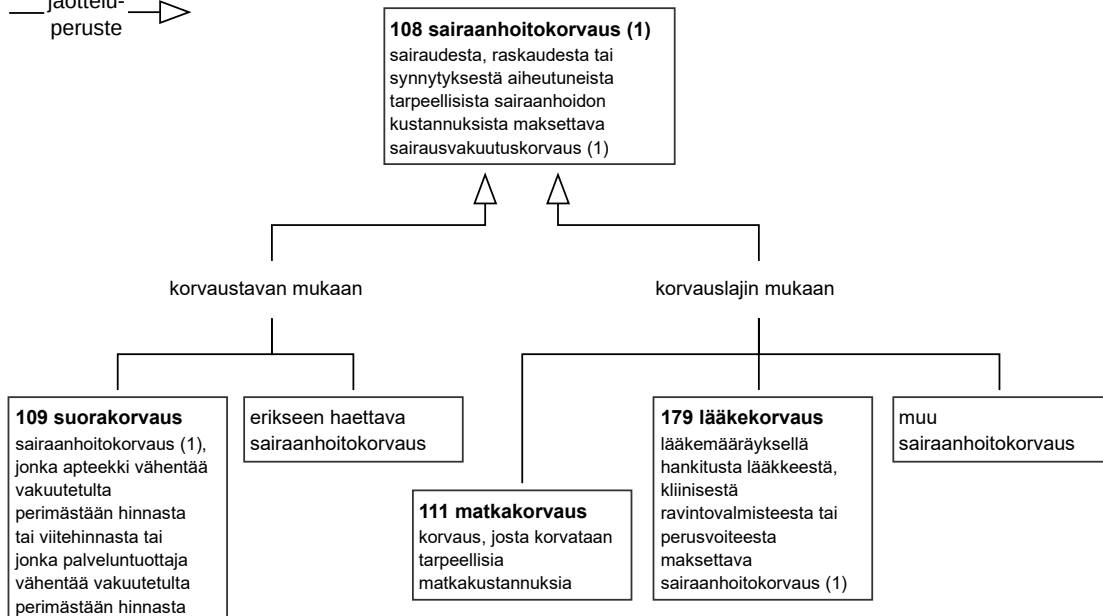 jaottelu-
peruste
108 sairaanhoitokorvaus (1)
sairaudesta, raskaudesta tai
synnytyksestä aiheutuneista
tarpeellisista sairaanhoidon
kustannuksista maksettava
sairausvakuutuskorvaus (1)
korvaustavan mukaan
korvauslajin mukaan
109 suorakorvaus
sairaanhoitokorvaus (1),
jonka apteekki vähentää
vakuutetulta
perimästään hinnasta
tai viitehinnasta tai
jonka palveluntuottaja
vähentää vakuutetulta
perimästään hinnasta
erikseen haettava
sairaanhoitokorvaus
111 matkakorvaus
korvaus, josta korvataan
tarpeellisia
matkakustannuksia
179 lääkekorvaus
lääkemääräyksellä
hankitusta lääkkeestä,
kliinisestä
ravintovalmisteesta tai
perusvoiteesta
maksettava
sairaanhoitokorvaus (1)
muu
sairaanhoitokorvaus